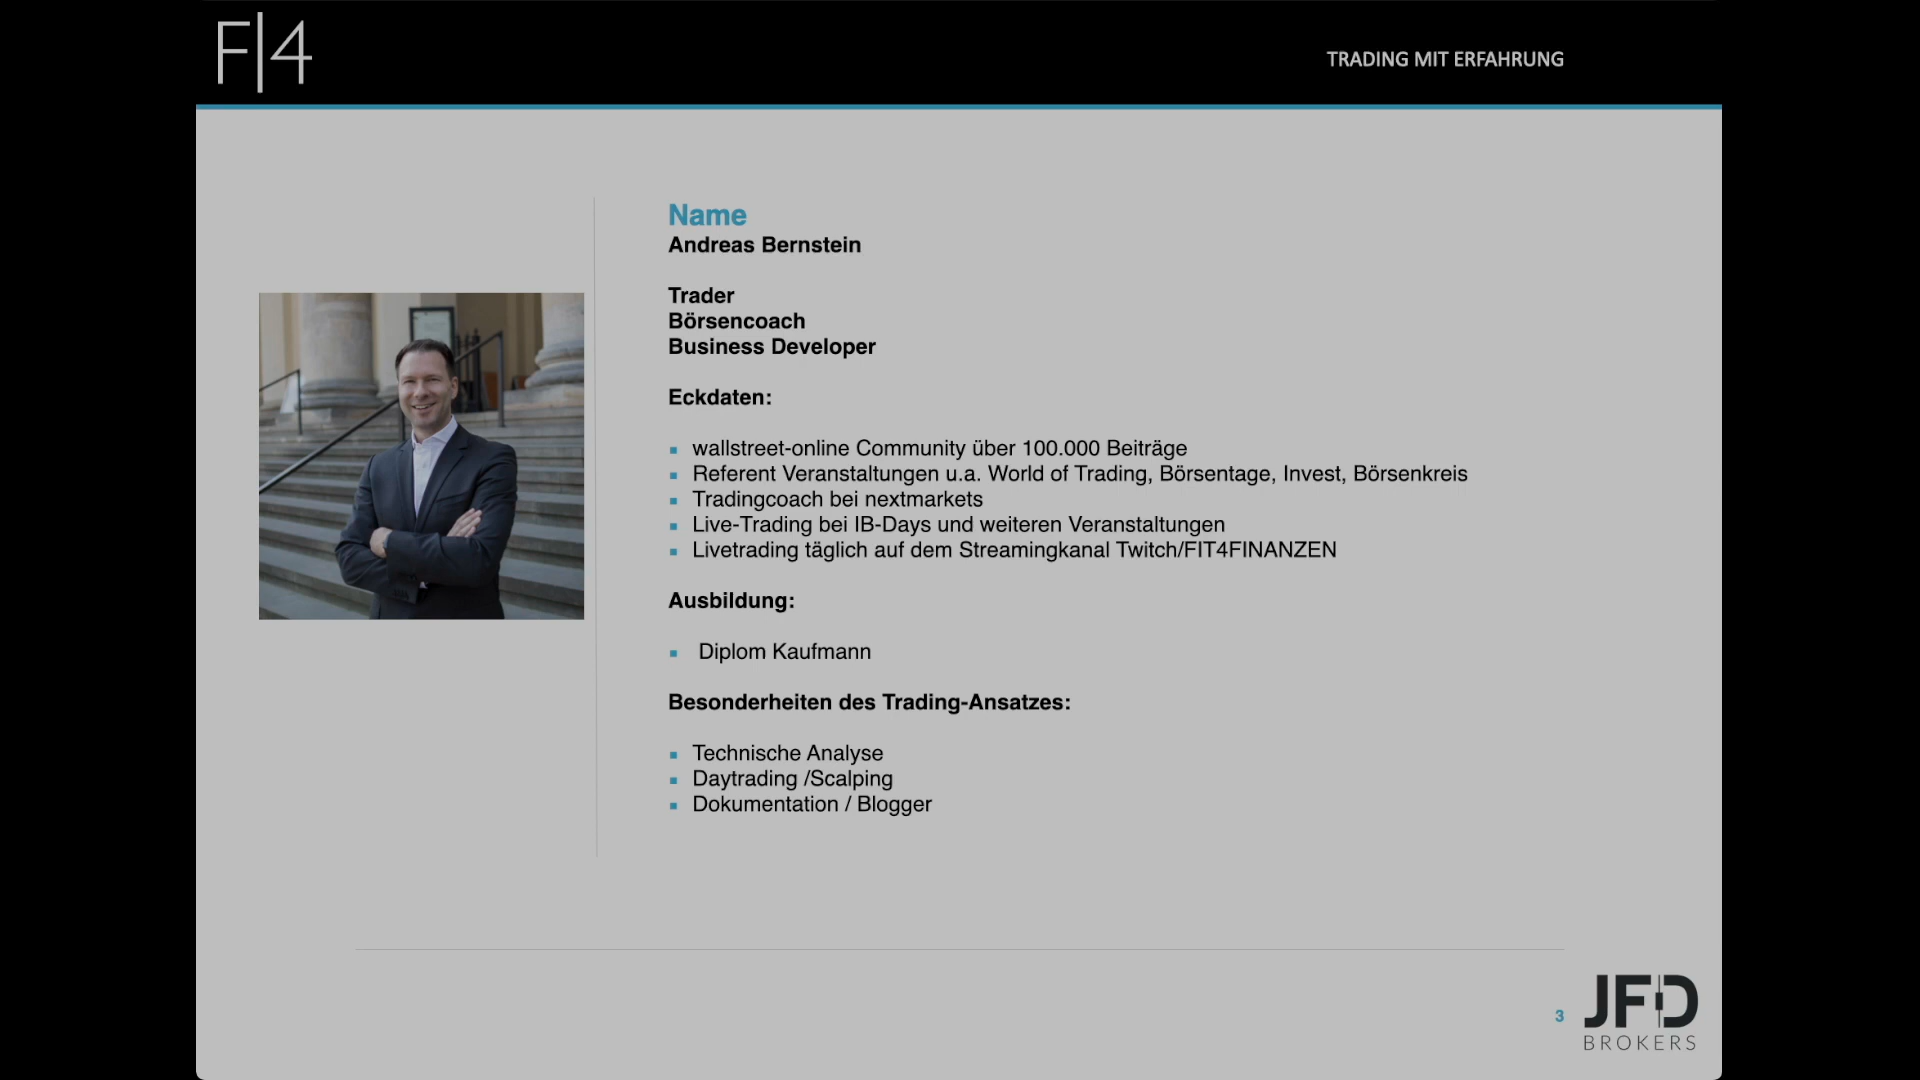 F|4
TRADING MIT ERFAHRUNG
Name
Andreas Bernstein
Trader
Börsencoach
Business Developer
Eckdaten:
wallstreet-online Community über 100.000 Beiträge
Referent Veranstaltungen u.a. World of Trading, Börsentage, Invest, Börsenkreis
Tradingcoach bei nextmarkets
Live-Trading bei IB-Days und weiteren Veranstaltungen
Livetrading täglich auf dem Streamingkanal Twitch/FIT4FINANZEN
Ausbildung:
Diplom Kaufmann
Besonderheiten des Trading-Ansatzes:
Technische Analyse
Daytrading /Scalping
Dokumentation / Blogger
3
JFD
BROKERS